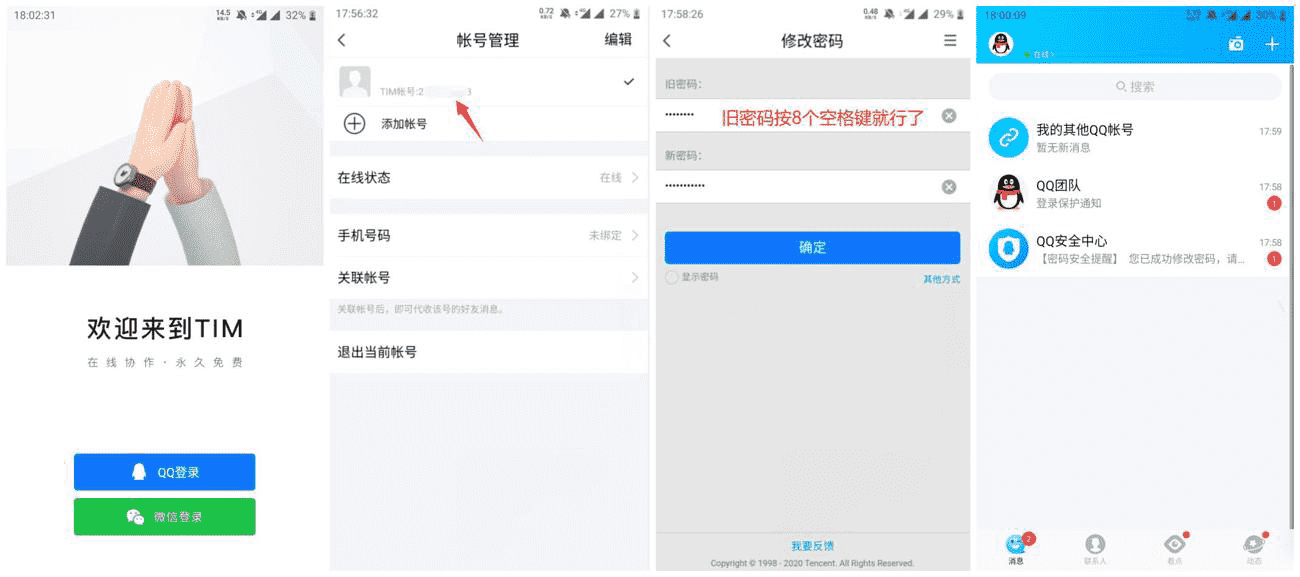 18:02:31
14.5
KB/S
4G
32%
欢迎来到TIM
在线协作·永久免费
QQ登录
微信登录
17:56:32
0.72
KB/S
4G
27%
帐号管理
编辑
TIM帐号:2
3
添加帐号
在线状态
在线
手机号码
未绑定
关联帐号
关联帐号后，即可代收该号的好友消息。
退出当前帐号
17:58:26
0.48
KB/S
4G
29%
修改密码
旧密码：
••••••••
旧密码按8个空格键就行了
新密码：
•••••••••••
确定
显示密码
其他方式
我要反馈
Copyright © 1998 - 2020 Tencent. All Rights Reserved.
18:00:09
30%
在线
搜索
我的其他QQ帐号
17:59
暂无新消息
QQ团队
17:58
登录保护通知
1
QQ安全中心
17:58
【密码安全提醒】 您已成功修改密码，请...
1
2
消息
联系人
看点
动态